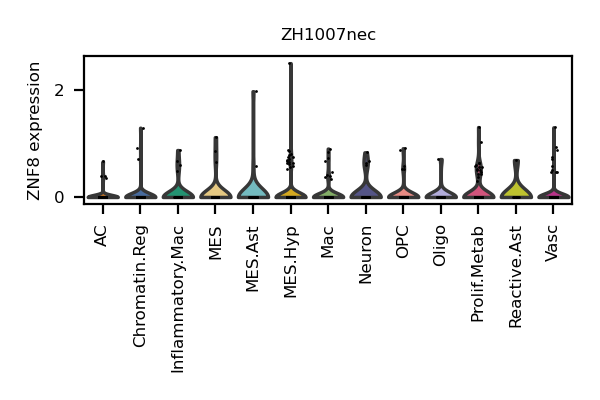 ZH1007nec
ZNF8 expression
2
0
AC
Chromatin.Reg
Inflammatory.Mac
MES
MES.Ast
MES.Hyp
Mac
Neuron
OPC
Oligo
Prolif.Metab
Reactive.Ast
Vasc